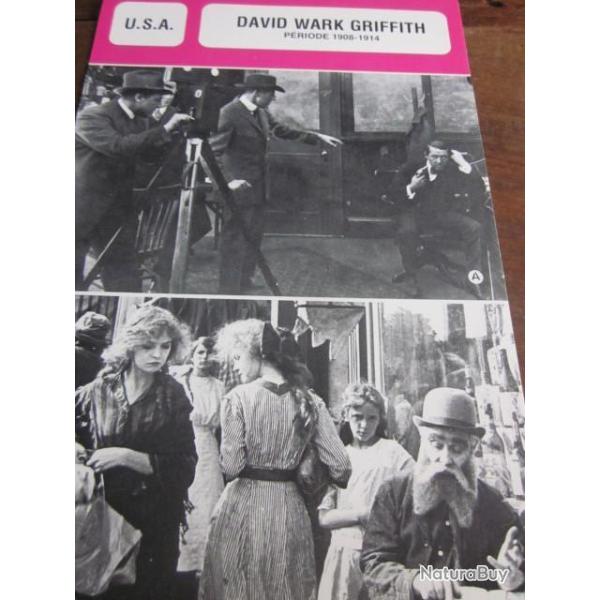 U.S.A.
DAVID WARK GRIFFITH
PERIODE 1908-1914
A
NaturaBuy